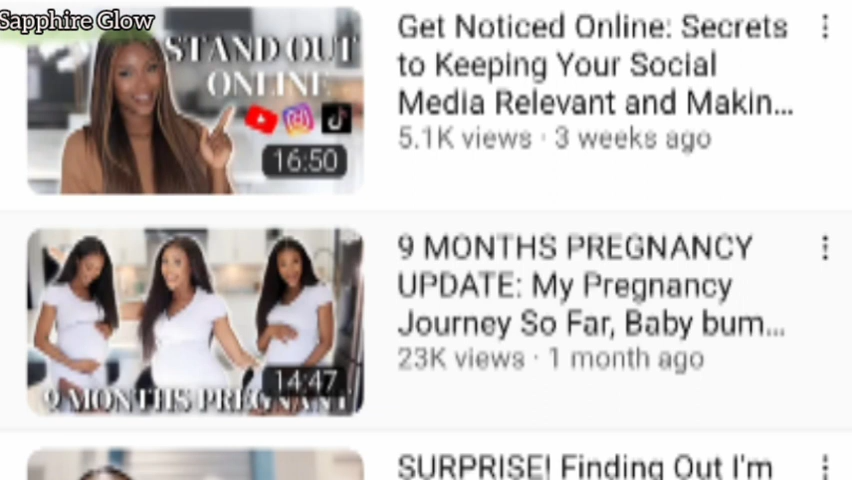 Sapphire Glow
STAND OUT
ONLINE
16:50
Get Noticed Online: Secrets
to Keeping Your Social
Media Relevant and Makin...
5.1K views · 3 weeks ago
14:47
9 MONTHS PREGNANT
9 MONTHS PREGNANCY
UPDATE: My Pregnancy
Journey So Far, Baby bum...
23K views · 1 month ago
SURPRISE! Finding Out I'm